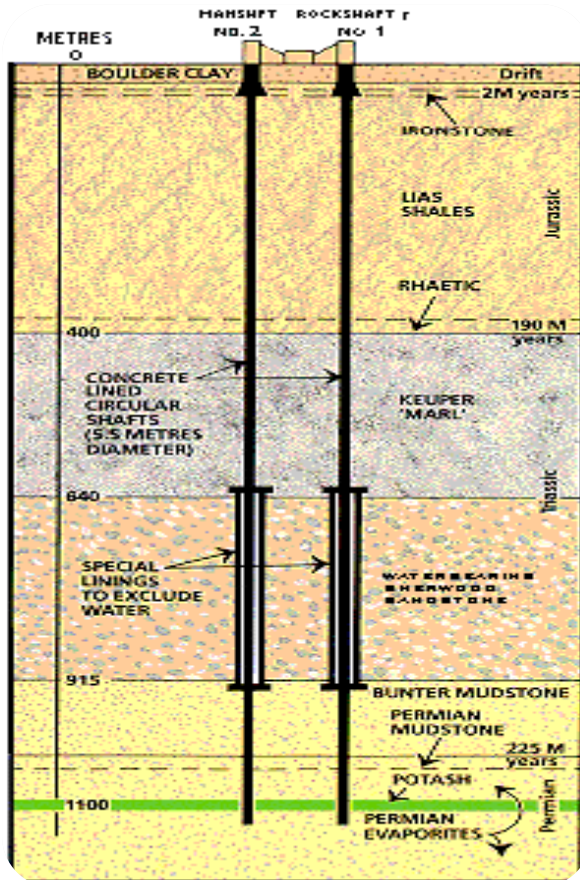 MANSHFT ROCKSHAFT
NO. 2 NO 1
METRES
0
BOULDER CLAY
Drift
2M years
IRONSTONE
LIAS
SHALES
Jurassic
RHAETIC
400
190 M
years
CONCRETE
LINED
CIRCULAR
SHAFTS
(5.5 METRES
DIAMETER)
KEUPER
'MARL'
Triassic
640
SPECIAL
LININGS
TO EXCLUDE
WATER
WATERBEARING
SHERWOOD
SANDSTONE
915
BUNTER MUDSTONE
PERMIAN
MUDSTONE
225 M
years
POTASH
1100
PERMIAN
EVAPORITES
Permian